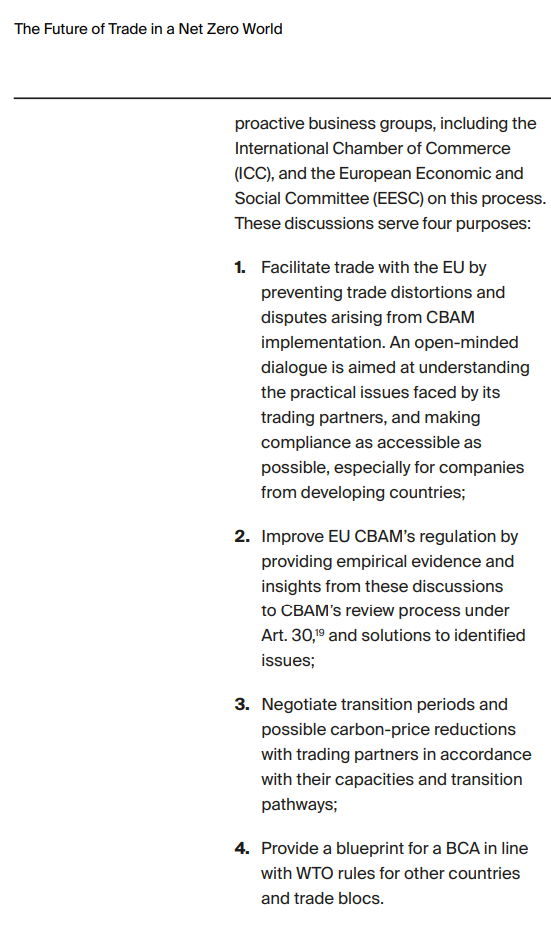 The Future of Trade in a Net Zero World
proactive business groups, including the
International Chamber of Commerce
(ICC), and the European Economic and
Social Committee (EESC) on this process.
These discussions serve four purposes:
1. Facilitate trade with the EU by
preventing trade distortions and
disputes arising from CBAM
implementation. An open-minded
dialogue is aimed at understanding
the practical issues faced by its
trading partners, and making
compliance as accessible as
possible, especially for companies
from developing countries;
2. Improve EU CBAM’s regulation by
providing empirical evidence and
insights from these discussions
to CBAM’s review process under
Art. 30,¹⁹ and solutions to identified
issues;
3. Negotiate transition periods and
possible carbon-price reductions
with trading partners in accordance
with their capacities and transition
pathways;
4. Provide a blueprint for a BCA in line
with WTO rules for other countries
and trade blocs.